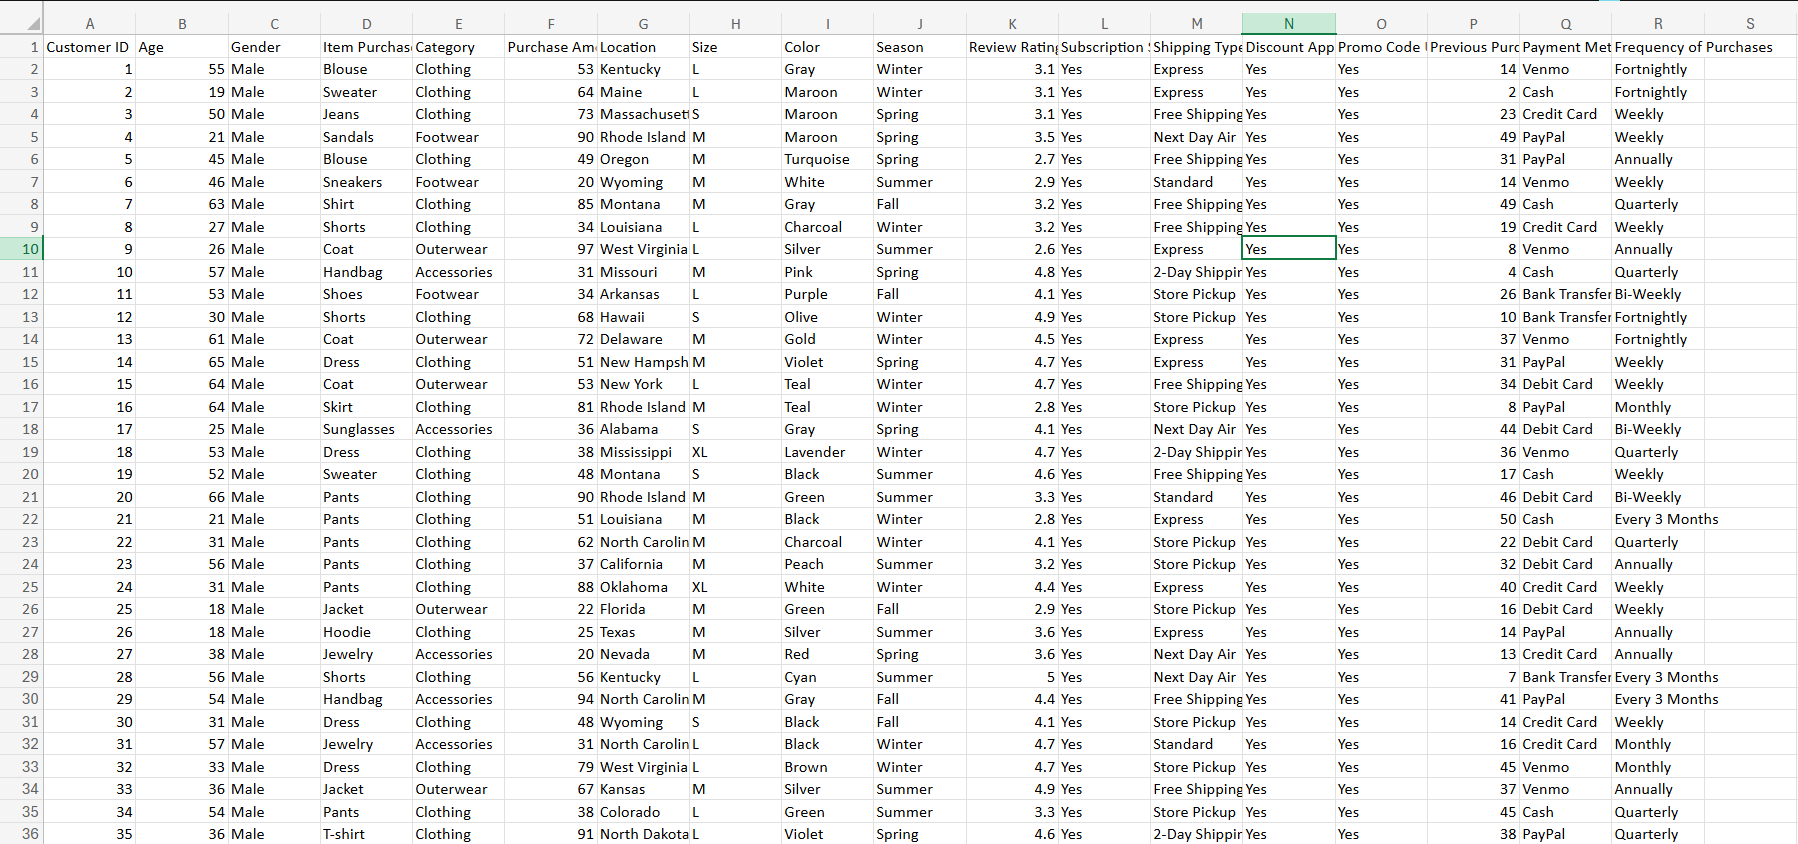 A B C D E F G H I J K L M N O P Q R S
1 Customer ID Age Gender Item Purchas Category Purchase Am Location Size Color Season Review Rating Subscription S Shipping Type Discount App Promo Code U Previous Purc Payment Met Frequency of Purchases
2 1 55 Male Blouse Clothing 53 Kentucky L Gray Winter 3.1 Yes Express Yes Yes 14 Venmo Fortnightly
3 2 19 Male Sweater Clothing 64 Maine L Maroon Winter 3.1 Yes Express Yes Yes 2 Cash Fortnightly
4 3 50 Male Jeans Clothing 73 Massachusett S Maroon Spring 3.1 Yes Free Shipping Yes Yes 23 Credit Card Weekly
5 4 21 Male Sandals Footwear 90 Rhode Island M Maroon Spring 3.5 Yes Next Day Air Yes Yes 49 PayPal Weekly
6 5 45 Male Blouse Clothing 49 Oregon M Turquoise Spring 2.7 Yes Free Shipping Yes Yes 31 PayPal Annually
7 6 46 Male Sneakers Footwear 20 Wyoming M White Summer 2.9 Yes Standard Yes Yes 14 Venmo Weekly
8 7 63 Male Shirt Clothing 85 Montana M Gray Fall 3.2 Yes Free Shipping Yes Yes 49 Cash Quarterly
9 8 27 Male Shorts Clothing 34 Louisiana L Charcoal Winter 3.2 Yes Free Shipping Yes Yes 19 Credit Card Weekly
10 9 26 Male Coat Outerwear 97 West Virginia L Silver Summer 2.6 Yes Express Yes Yes 8 Venmo Annually
11 10 57 Male Handbag Accessories 31 Missouri M Pink Spring 4.8 Yes 2-Day Shippin Yes Yes 4 Cash Quarterly
12 11 53 Male Shoes Footwear 34 Arkansas L Purple Fall 4.1 Yes Store Pickup Yes Yes 26 Bank Transfer Bi-Weekly
13 12 30 Male Shorts Clothing 68 Hawaii S Olive Winter 4.9 Yes Store Pickup Yes Yes 10 Bank Transfer Fortnightly
14 13 61 Male Coat Outerwear 72 Delaware M Gold Winter 4.5 Yes Express Yes Yes 37 Venmo Fortnightly
15 14 65 Male Dress Clothing 51 New Hampsh M Violet Spring 4.7 Yes Express Yes Yes 31 PayPal Weekly
16 15 64 Male Coat Outerwear 53 New York L Teal Winter 4.7 Yes Free Shipping Yes Yes 34 Debit Card Weekly
17 16 64 Male Skirt Clothing 81 Rhode Island M Teal Winter 2.8 Yes Store Pickup Yes Yes 8 PayPal Monthly
18 17 25 Male Sunglasses Accessories 36 Alabama S Gray Spring 4.1 Yes Next Day Air Yes Yes 44 Debit Card Bi-Weekly
19 18 53 Male Dress Clothing 38 Mississippi XL Lavender Winter 4.7 Yes 2-Day Shippin Yes Yes 36 Venmo Quarterly
20 19 52 Male Sweater Clothing 48 Montana S Black Summer 4.6 Yes Free Shipping Yes Yes 17 Cash Weekly
21 20 66 Male Pants Clothing 90 Rhode Island M Green Summer 3.3 Yes Standard Yes Yes 46 Debit Card Bi-Weekly
22 21 21 Male Pants Clothing 51 Louisiana M Black Winter 2.8 Yes Express Yes Yes 50 Cash Every 3 Months
23 22 31 Male Pants Clothing 62 North Carolin M Charcoal Winter 4.1 Yes Store Pickup Yes Yes 22 Debit Card Quarterly
24 23 56 Male Pants Clothing 37 California M Peach Summer 3.2 Yes Store Pickup Yes Yes 32 Debit Card Annually
25 24 31 Male Pants Clothing 88 Oklahoma XL White Winter 4.4 Yes Express Yes Yes 40 Credit Card Weekly
26 25 18 Male Jacket Outerwear 22 Florida M Green Fall 2.9 Yes Store Pickup Yes Yes 16 Debit Card Weekly
27 26 18 Male Hoodie Clothing 25 Texas M Silver Summer 3.6 Yes Express Yes Yes 14 PayPal Annually
28 27 38 Male Jewelry Accessories 20 Nevada M Red Spring 3.6 Yes Next Day Air Yes Yes 13 Credit Card Annually
29 28 56 Male Shorts Clothing 56 Kentucky L Cyan Summer 5 Yes Next Day Air Yes Yes 7 Bank Transfer Every 3 Months
30 29 54 Male Handbag Accessories 94 North Carolin M Gray Fall 4.4 Yes Free Shipping Yes Yes 41 PayPal Every 3 Months
31 30 31 Male Dress Clothing 48 Wyoming S Black Fall 4.1 Yes Store Pickup Yes Yes 14 Credit Card Weekly
32 31 57 Male Jewelry Accessories 31 North Carolin L Black Winter 4.7 Yes Standard Yes Yes 16 Credit Card Monthly
33 32 33 Male Dress Clothing 79 West Virginia L Brown Winter 4.7 Yes Store Pickup Yes Yes 45 Venmo Monthly
34 33 36 Male Jacket Outerwear 67 Kansas M Silver Summer 4.9 Yes Free Shipping Yes Yes 37 Venmo Annually
35 34 54 Male Pants Clothing 38 Colorado L Green Summer 3.3 Yes Store Pickup Yes Yes 45 Cash Quarterly
36 35 36 Male T-shirt Clothing 91 North Dakota L Violet Spring 4.6 Yes 2-Day Shippin Yes Yes 38 PayPal Quarterly